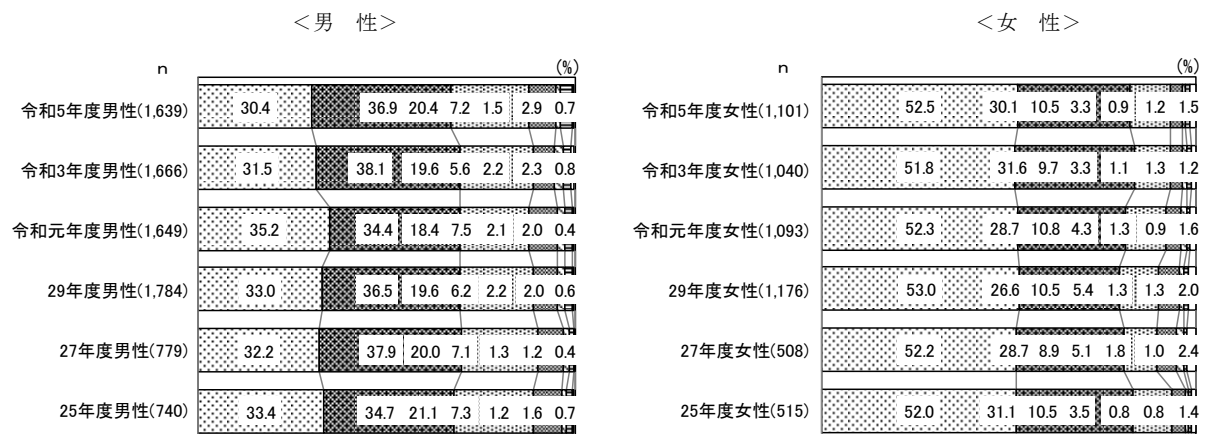 ＜男　性＞
n (%)
令和5年度男性(1,639) 30.4 36.9 20.4 7.2 1.5 2.9 0.7
令和3年度男性(1,666) 31.5 38.1 19.6 5.6 2.2 2.3 0.8
令和元年度男性(1,649) 35.2 34.4 18.4 7.5 2.1 2.0 0.4
29年度男性(1,784) 33.0 36.5 19.6 6.2 2.2 2.0 0.6
27年度男性(779) 32.2 37.9 20.0 7.1 1.3 1.2 0.4
25年度男性(740) 33.4 34.7 21.1 7.3 1.2 1.6 0.7
＜女　性＞
n (%)
令和5年度女性(1,101) 52.5 30.1 10.5 3.3 0.9 1.2 1.5
令和3年度女性(1,040) 51.8 31.6 9.7 3.3 1.1 1.3 1.2
令和元年度女性(1,093) 52.3 28.7 10.8 4.3 1.3 0.9 1.6
29年度女性(1,176) 53.0 26.6 10.5 5.4 1.3 1.3 2.0
27年度女性(508) 52.2 28.7 8.9 5.1 1.8 1.0 2.4
25年度女性(515) 52.0 31.1 10.5 3.5 0.8 0.8 1.4